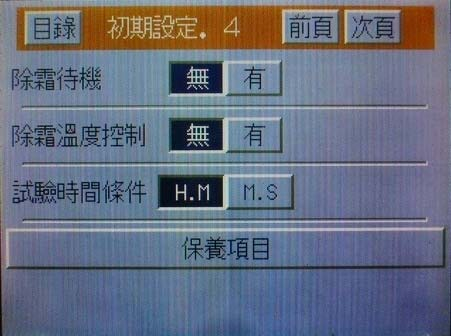 目錄 初期設定. 4 前頁 次頁
除霜待機 無 有
除霜溫度控制 無 有
試驗時間條件 H.M M.S
保養項目